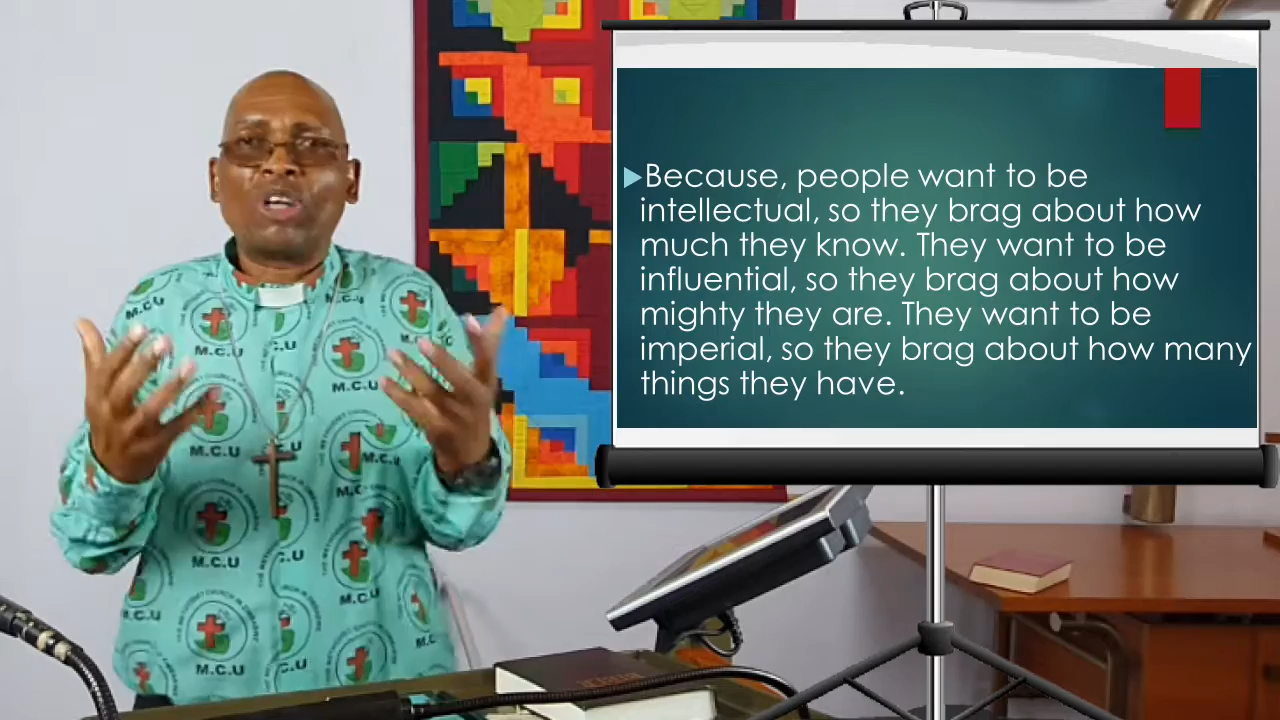 Because, people want to be
intellectual, so they brag about how
much they know. They want to be
influential, so they brag about how
mighty they are. They want to be
imperial, so they brag about how many
things they have.
M.C.U
M.C.U
M.C.U
M.C.U
M.C.U
M.C.U
M.C.U
M.C.U
M.C.U